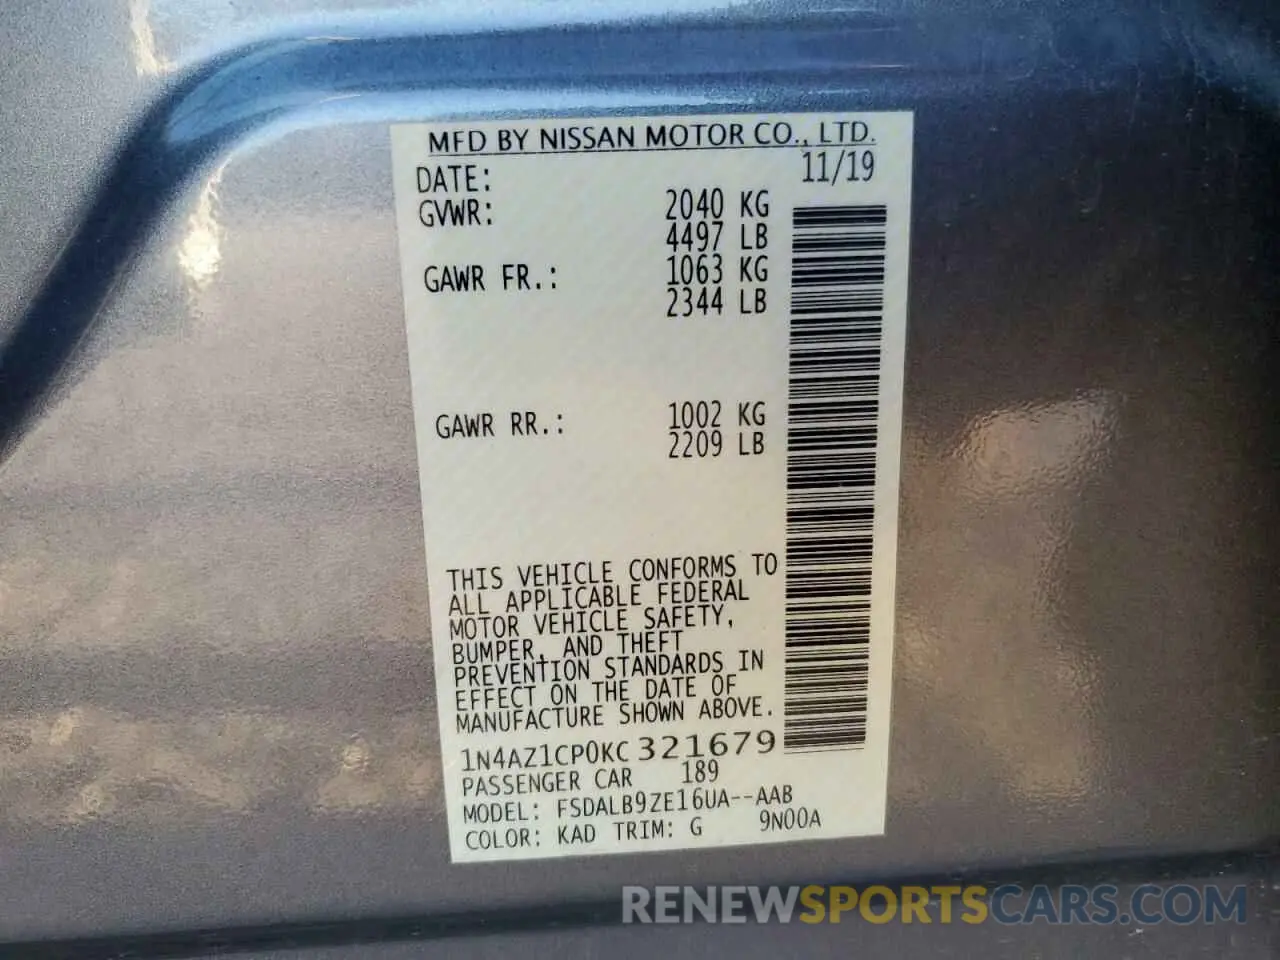 MFD BY NISSAN MOTOR CO., LTD.
DATE: 11/19
GVWR: 2040 KG
4497 LB
GAWR FR.: 1063 KG
2344 LB
GAWR RR.: 1002 KG
2209 LB
THIS VEHICLE CONFORMS TO
ALL APPLICABLE FEDERAL
MOTOR VEHICLE SAFETY,
BUMPER, AND THEFT
PREVENTION STANDARDS IN
EFFECT ON THE DATE OF
MANUFACTURE SHOWN ABOVE.
1N4AZ1CP0KC321679
PASSENGER CAR 189
MODEL: FSDALB9ZE16UA--AAB
COLOR: KAD TRIM: G 9N00A
RENEWSPORTSCARS.COM